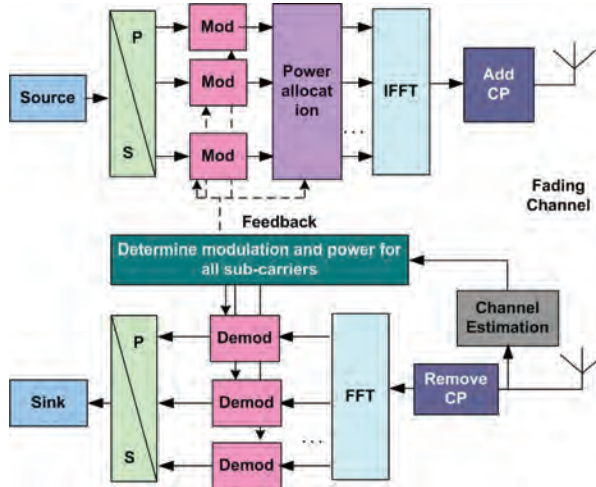 P
Mod
Source
Mod
Power
allocat
ion
IFFT
Add
CP
...
S
Mod
Fading
Channel
Feedback
Determine modulation and power for
all sub-carriers
P
Demod
Channel
Estimation
Sink
Demod
FFT
Remove
CP
...
S
Demod